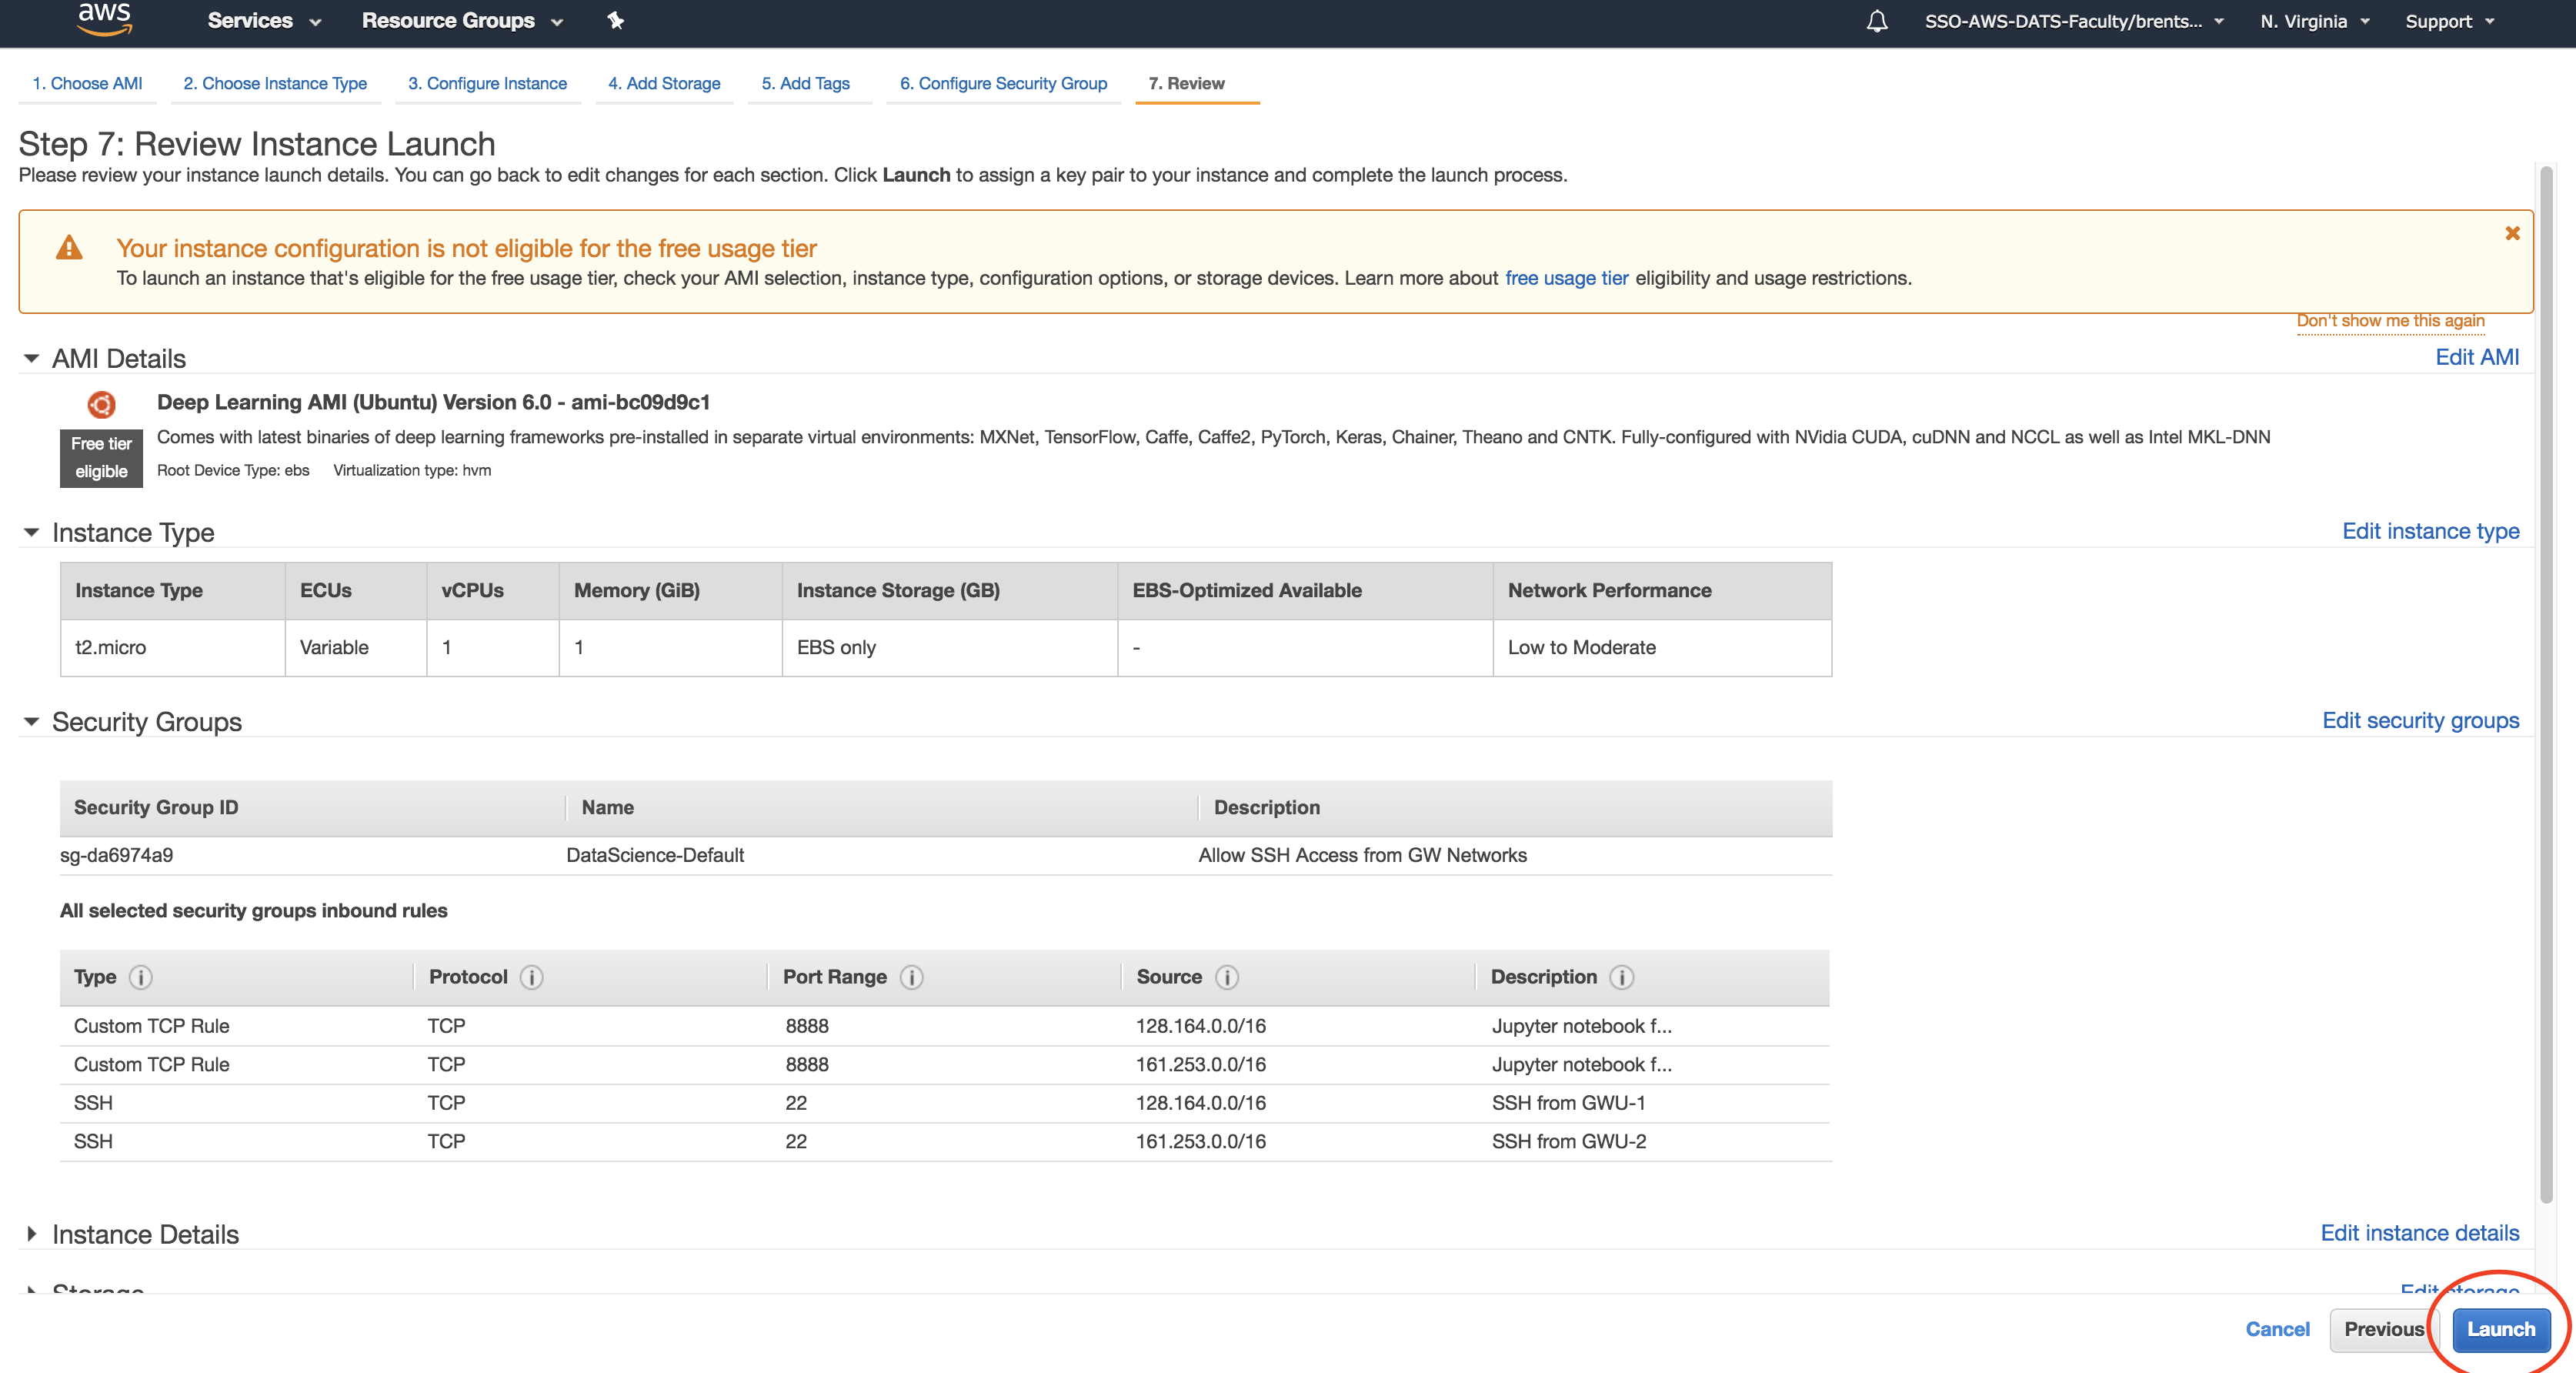 aws Services Resource Groups SSO-AWS-DATS-Faculty/brents... N. Virginia Support
1. Choose AMI 2. Choose Instance Type 3. Configure Instance 4. Add Storage 5. Add Tags 6. Configure Security Group 7. Review
Step 7: Review Instance Launch
Please review your instance launch details. You can go back to edit changes for each section. Click Launch to assign a key pair to your instance and complete the launch process.
Your instance configuration is not eligible for the free usage tier
To launch an instance that's eligible for the free usage tier, check your AMI selection, instance type, configuration options, or storage devices. Learn more about free usage tier eligibility and usage restrictions.
Don't show me this again
AMI Details Edit AMI
Deep Learning AMI (Ubuntu) Version 6.0 - ami-bc09d9c1
Free tier eligible
Comes with latest binaries of deep learning frameworks pre-installed in separate virtual environments: MXNet, TensorFlow, Caffe, Caffe2, PyTorch, Keras, Chainer, Theano and CNTK. Fully-configured with NVidia CUDA, cuDNN and NCCL as well as Intel MKL-DNN
Root Device Type: ebs Virtualization type: hvm
Instance Type Edit instance type
Instance Type ECUs vCPUs Memory (GiB) Instance Storage (GB) EBS-Optimized Available Network Performance
t2.micro Variable 1 1 EBS only - Low to Moderate
Security Groups Edit security groups
Security Group ID Name Description
sg-da6974a9 DataScience-Default Allow SSH Access from GW Networks
All selected security groups inbound rules
Type Protocol Port Range Source Description
Custom TCP Rule TCP 8888 128.164.0.0/16 Jupyter notebook f...
Custom TCP Rule TCP 8888 161.253.0.0/16 Jupyter notebook f...
SSH TCP 22 128.164.0.0/16 SSH from GWU-1
SSH TCP 22 161.253.0.0/16 SSH from GWU-2
Instance Details Edit instance details
Storage Edit storage
Cancel Previous Launch